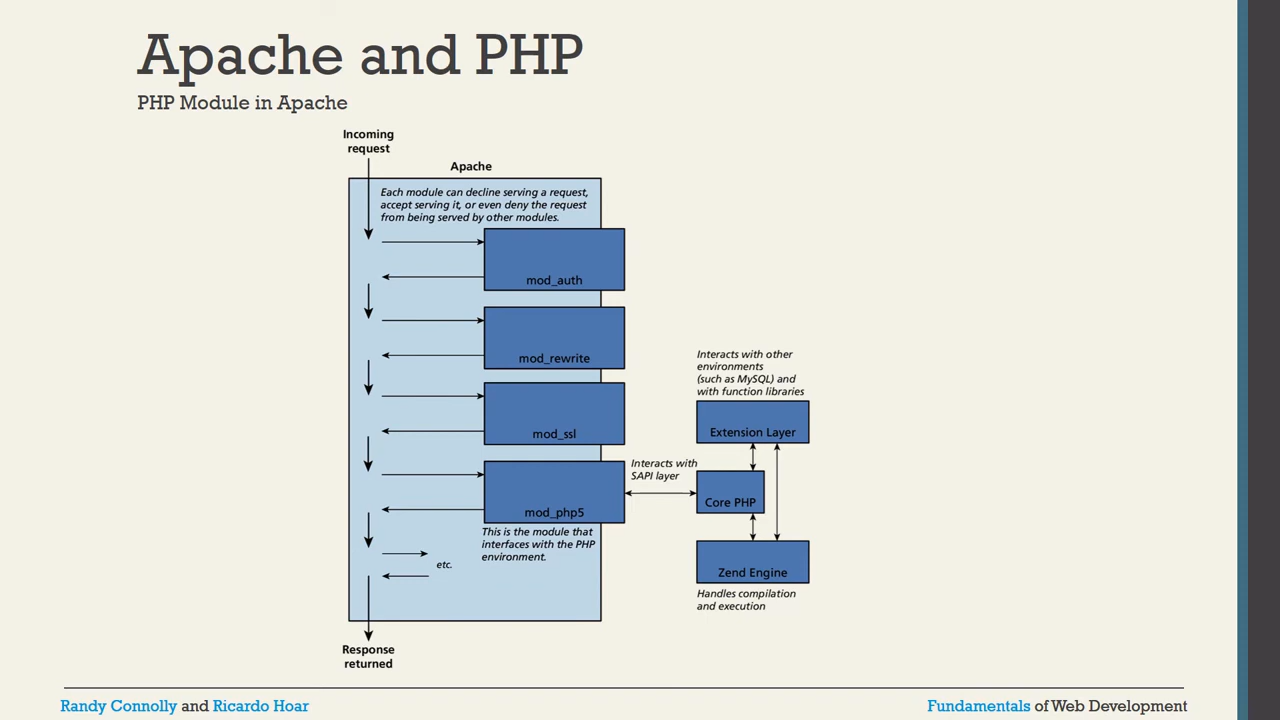 Apache and PHP
PHP Module in Apache
Incoming
request
Apache
Each module can decline serving a request,
accept serving it, or even deny the request
from being served by other modules.
mod_auth
mod_rewrite
mod_ssl
mod_php5
This is the module that
interfaces with the PHP
environment.
etc.
Response
returned
Interacts with
SAPI layer
Interacts with other
environments
(such as MySQL) and
with function libraries
Extension Layer
Core PHP
Zend Engine
Handles compilation
and execution
Randy Connolly and Ricardo Hoar
Fundamentals of Web Development